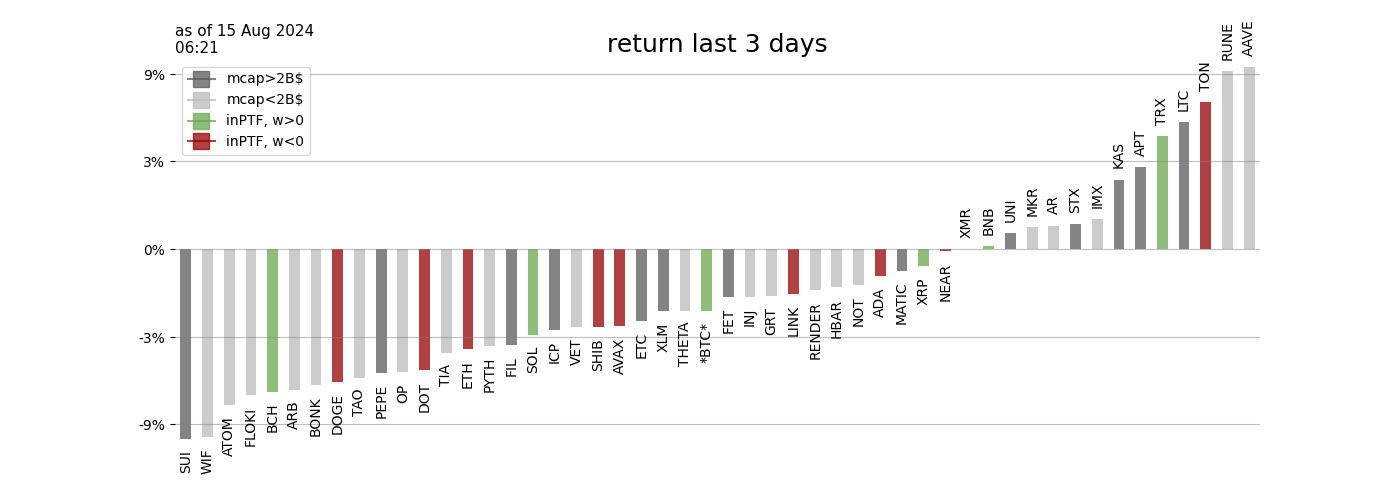 as of 15 Aug 2024
06:21
return last 3 days
mcap>2B$
mcap<2B$
inPTF, w>0
inPTF, w<0
9%
3%
0%
-3%
-9%
SUI
WIF
ATOM
FLOKI
BCH
ARB
BONK
DOGE
TAO
PEPE
OP
DOT
TIA
ETH
PYTH
FIL
SOL
ICP
VET
SHIB
AVAX
ETC
XLM
THETA
*BTC*
FET
INJ
GRT
LINK
RENDER
HBAR
NOT
ADA
MATIC
XRP
NEAR
XMR
BNB
UNI
MKR
AR
STX
IMX
KAS
APT
TRX
LTC
TON
RUNE
AAVE